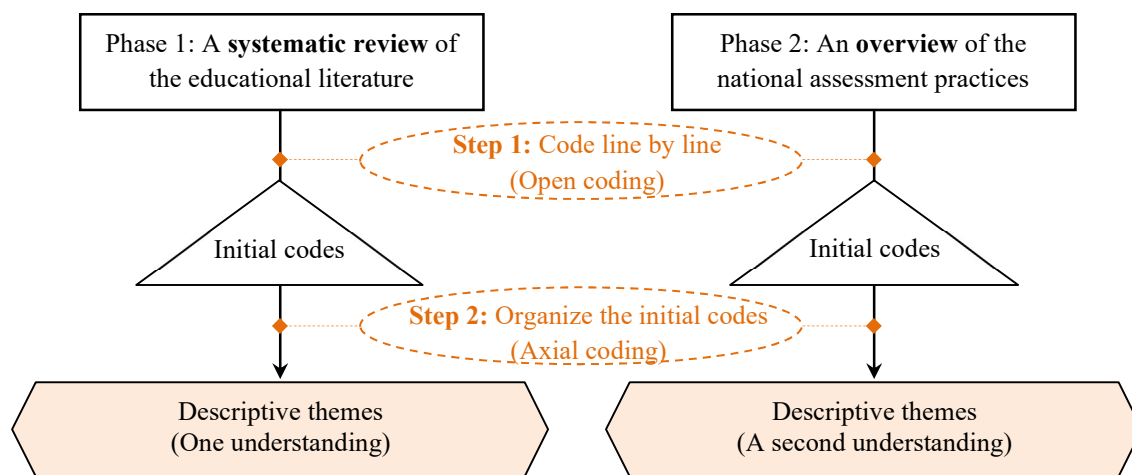 Phase 1: A systematic review of
the educational literature
Phase 2: An overview of the
national assessment practices
Step 1: Code line by line
(Open coding)
Initial codes
Initial codes
Step 2: Organize the initial codes
(Axial coding)
Descriptive themes
(One understanding)
Descriptive themes
(A second understanding)